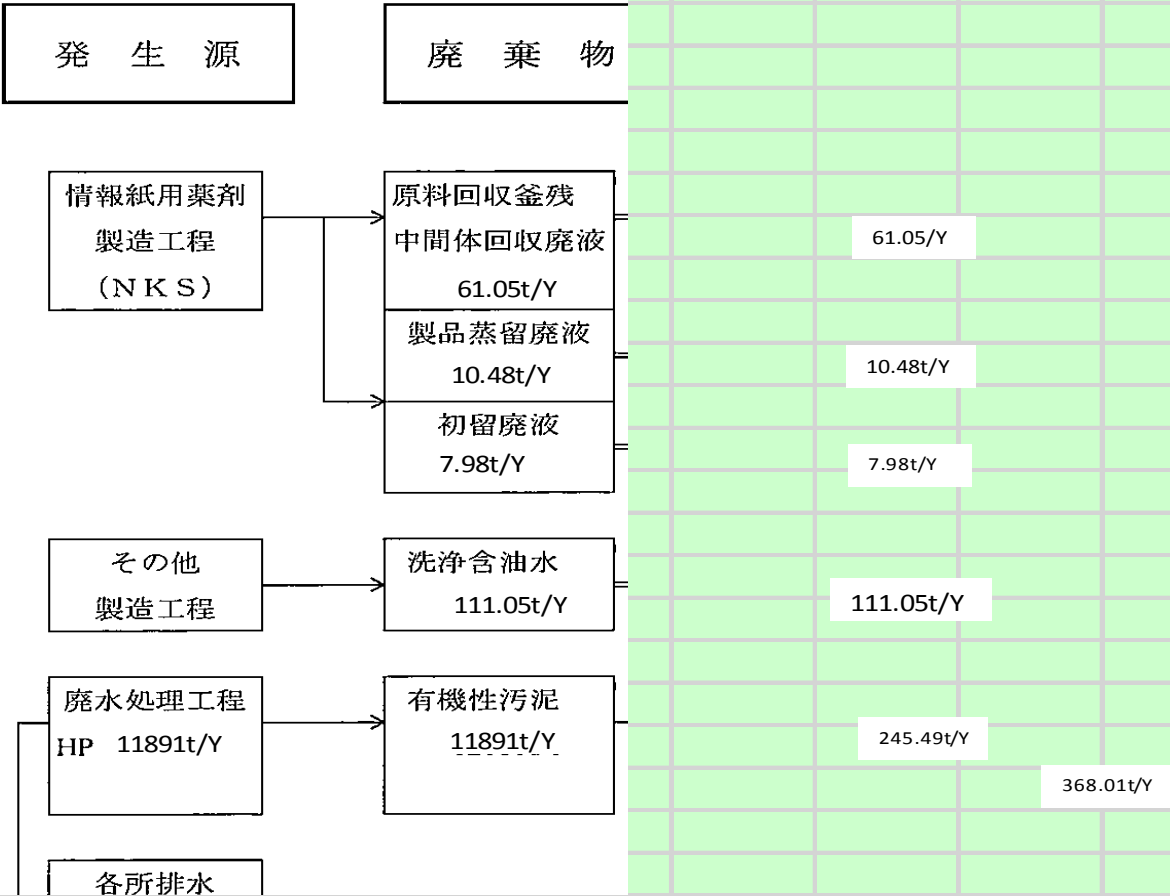 発 生 源
廃 棄 物
情報紙用薬剤
製造工程
(ＮＫＳ)
原料回収釜残
中間体回収廃液
61.05t/Y
61.05/Y
製品蒸留廃液
10.48t/Y
10.48t/Y
初留廃液
7.98t/Y
7.98t/Y
その他
製造工程
洗浄含油水
111.05t/Y
111.05t/Y
廃水処理工程
HP 11891t/Y
有機性汚泥
11891t/Y
245.49t/Y
368.01t/Y
各所排水